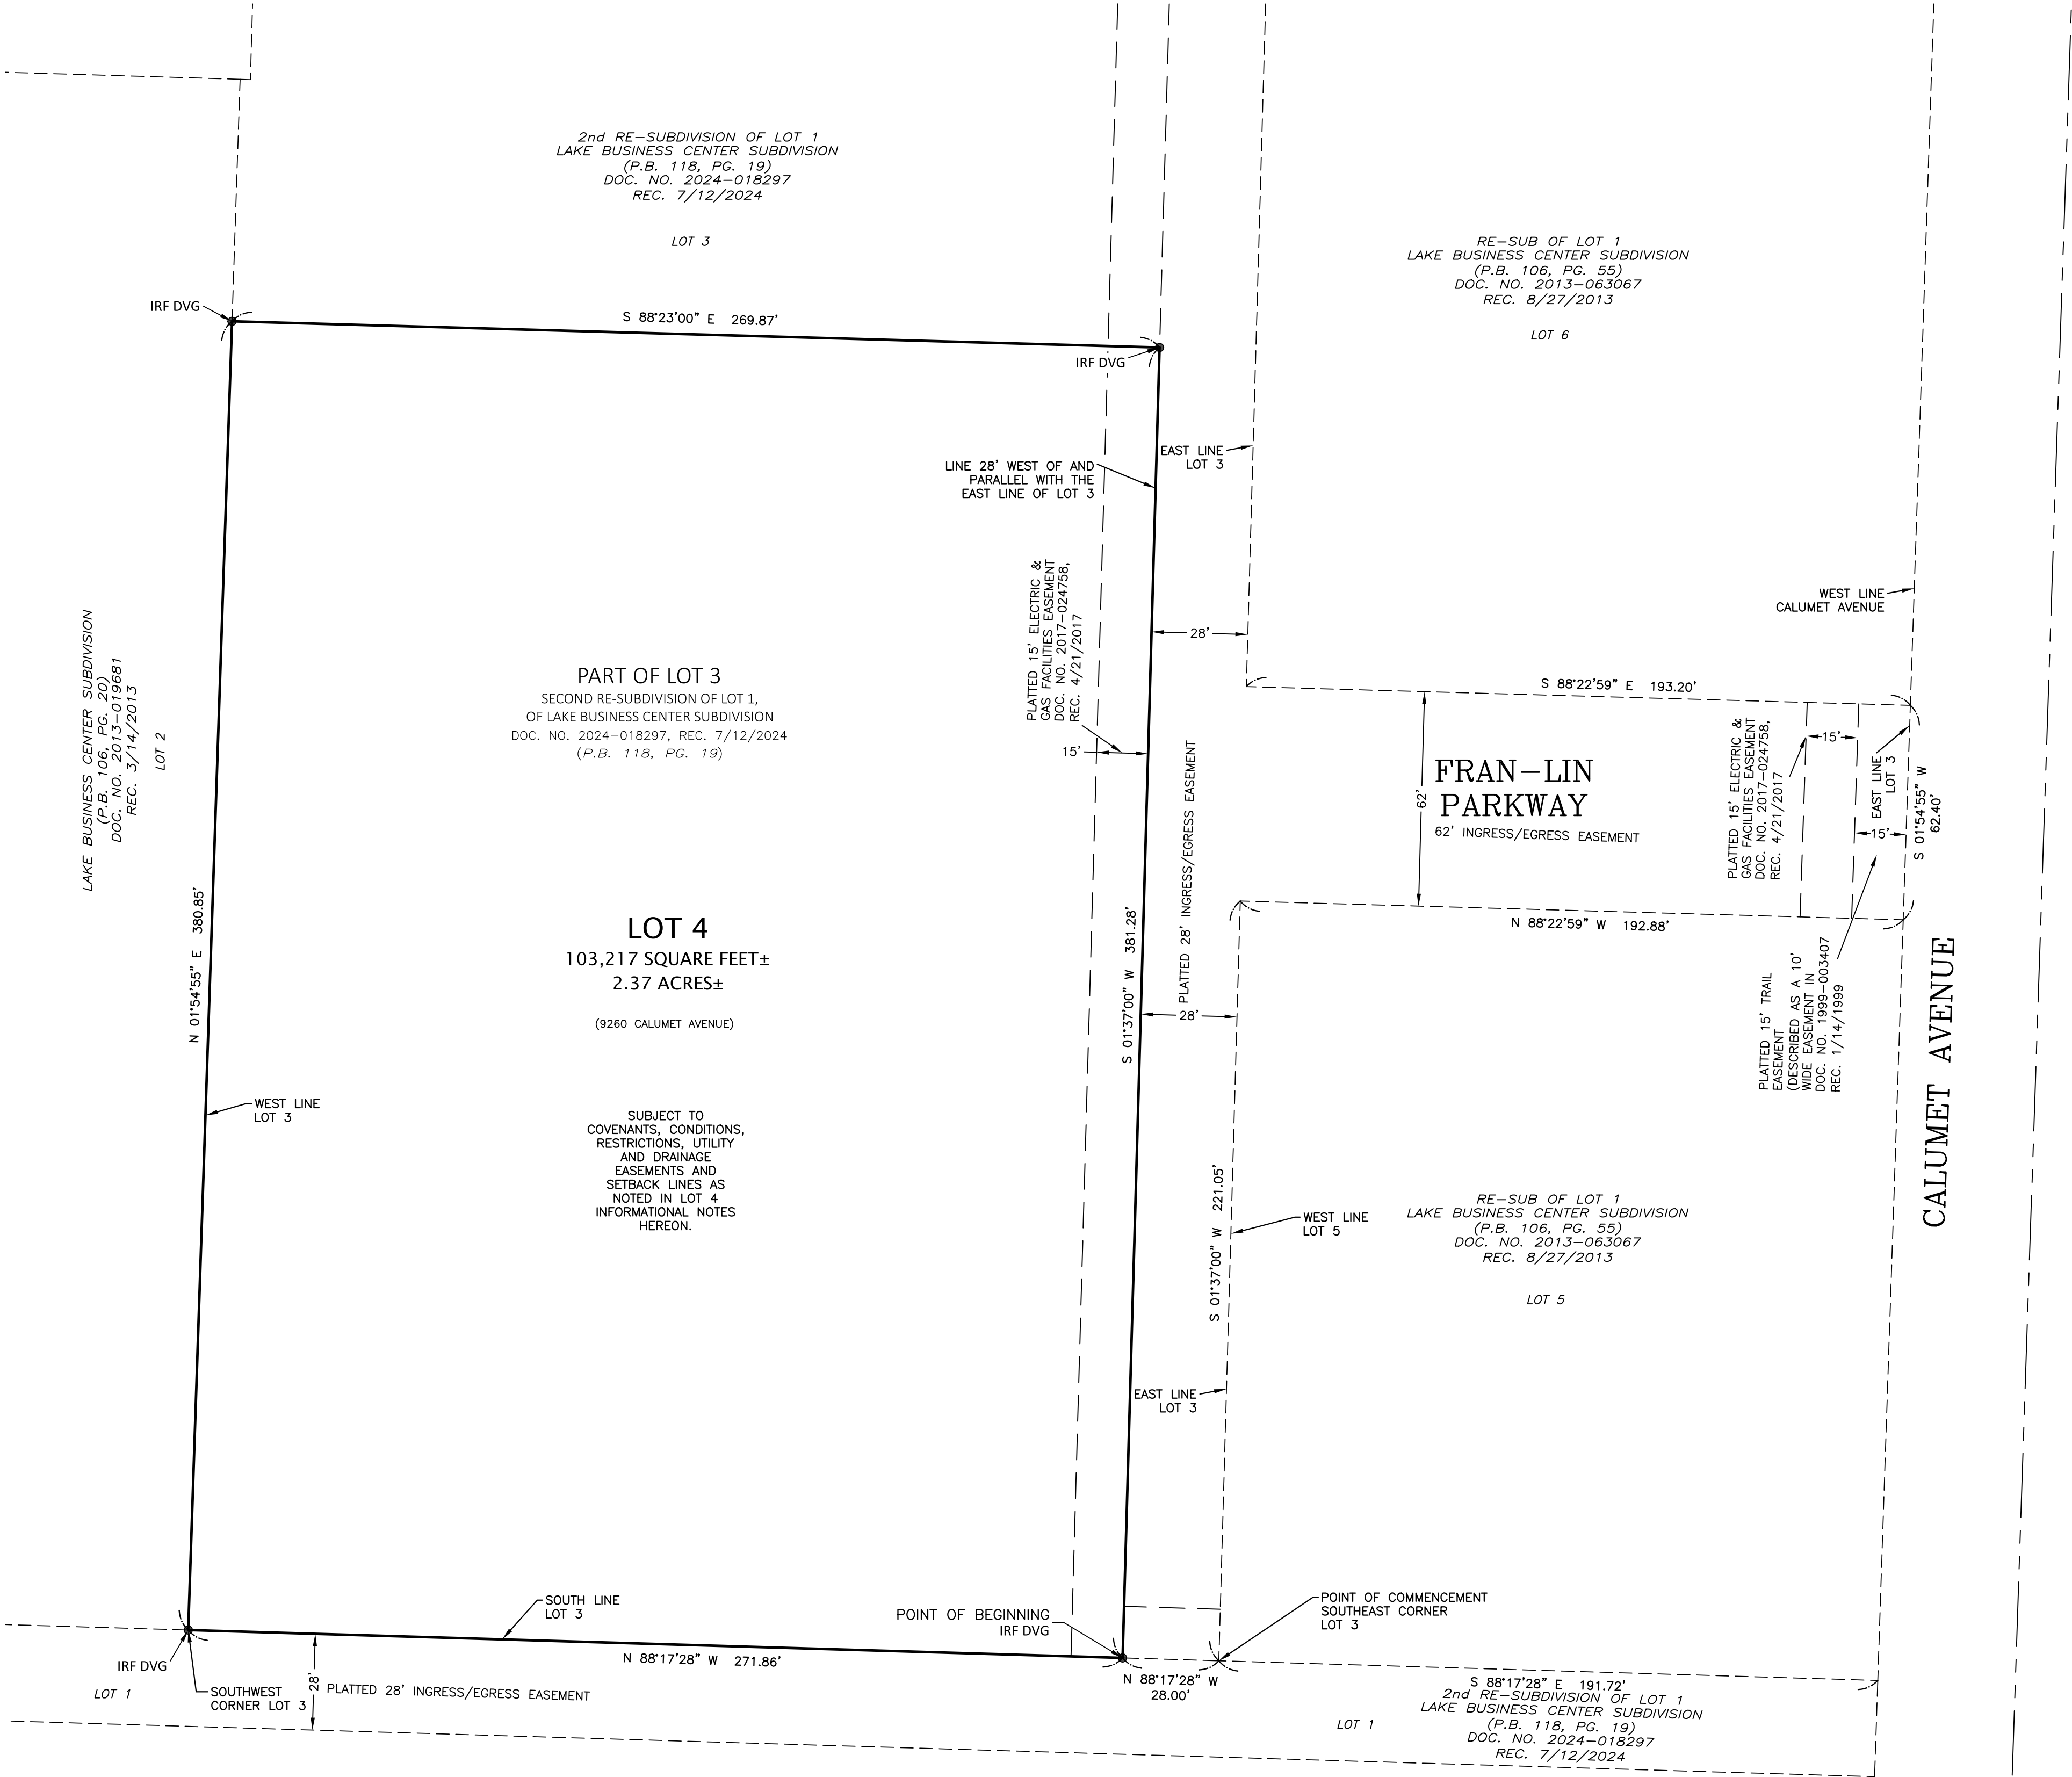 2nd RE-SUBDIVISION OF LOT 1
LAKE BUSINESS CENTER SUBDIVISION
(P.B. 118, PG. 19)
DOC. NO. 2024-018297
REC. 7/12/2024
LOT 3
RE-SUB OF LOT 1
LAKE BUSINESS CENTER SUBDIVISION
(P.B. 106, PG. 55)
DOC. NO. 2013-063067
REC. 8/27/2013
LOT 6
IRF DVG
S 88°23'00" E 269.87'
IRF DVG
EAST LINE
LOT 3
LINE 28' WEST OF AND
PARALLEL WITH THE
EAST LINE OF LOT 3
WEST LINE
CALUMET AVENUE
PLATTED 15' ELECTRIC &
GAS FACILITIES EASEMENT
DOC. NO. 2017-024758,
REC. 4/21/2017
15'
28'
LAKE BUSINESS CENTER SUBDIVISION
(P.B. 106, PG. 20)
DOC. NO. 2013-019681
REC. 3/14/2013
LOT 2
PART OF LOT 3
SECOND RE-SUBDIVISION OF LOT 1,
OF LAKE BUSINESS CENTER SUBDIVISION
DOC. NO. 2024-018297, REC. 7/12/2024
(P.B. 118, PG. 19)
S 88°22'59" E 193.20'
FRAN-LIN
PARKWAY
62' INGRESS/EGRESS EASEMENT
62'
PLATTED 15' ELECTRIC &
GAS FACILITIES EASEMENT
DOC. NO. 2017-024758,
REC. 4/21/2017
15'
EAST LINE
LOT 3
15'
S 01°54'55" W
62.40'
PLATTED 28' INGRESS/EGRESS EASEMENT
N 88°22'59" W 192.88'
N 01°54'55" E 380.85'
LOT 4
103,217 SQUARE FEET±
2.37 ACRES±
(9260 CALUMET AVENUE)
S 01°37'00" W 381.28'
28'
PLATTED 15' TRAIL
EASEMENT
(DESCRIBED AS A 10'
WIDE EASEMENT IN
DOC. NO. 1999-003407
REC. 1/14/1999
CALUMET AVENUE
WEST LINE
LOT 3
SUBJECT TO
COVENANTS, CONDITIONS,
RESTRICTIONS, UTILITY
AND DRAINAGE
EASEMENTS AND
SETBACK LINES AS
NOTED IN LOT 4
INFORMATIONAL NOTES
HEREON.
S 01°37'00" W 221.05'
WEST LINE
LOT 5
RE-SUB OF LOT 1
LAKE BUSINESS CENTER SUBDIVISION
(P.B. 106, PG. 55)
DOC. NO. 2013-063067
REC. 8/27/2013
LOT 5
EAST LINE
LOT 3
SOUTH LINE
LOT 3
POINT OF BEGINNING
IRF DVG
POINT OF COMMENCEMENT
SOUTHEAST CORNER
LOT 3
IRF DVG
N 88°17'28" W 271.86'
N 88°17'28" W
28.00'
LOT 1
SOUTHWEST
CORNER LOT 3
28'
PLATTED 28' INGRESS/EGRESS EASEMENT
S 88°17'28" E 191.72'
2nd RE-SUBDIVISION OF LOT 1
LAKE BUSINESS CENTER SUBDIVISION
(P.B. 118, PG. 19)
DOC. NO. 2024-018297
REC. 7/12/2024
LOT 1